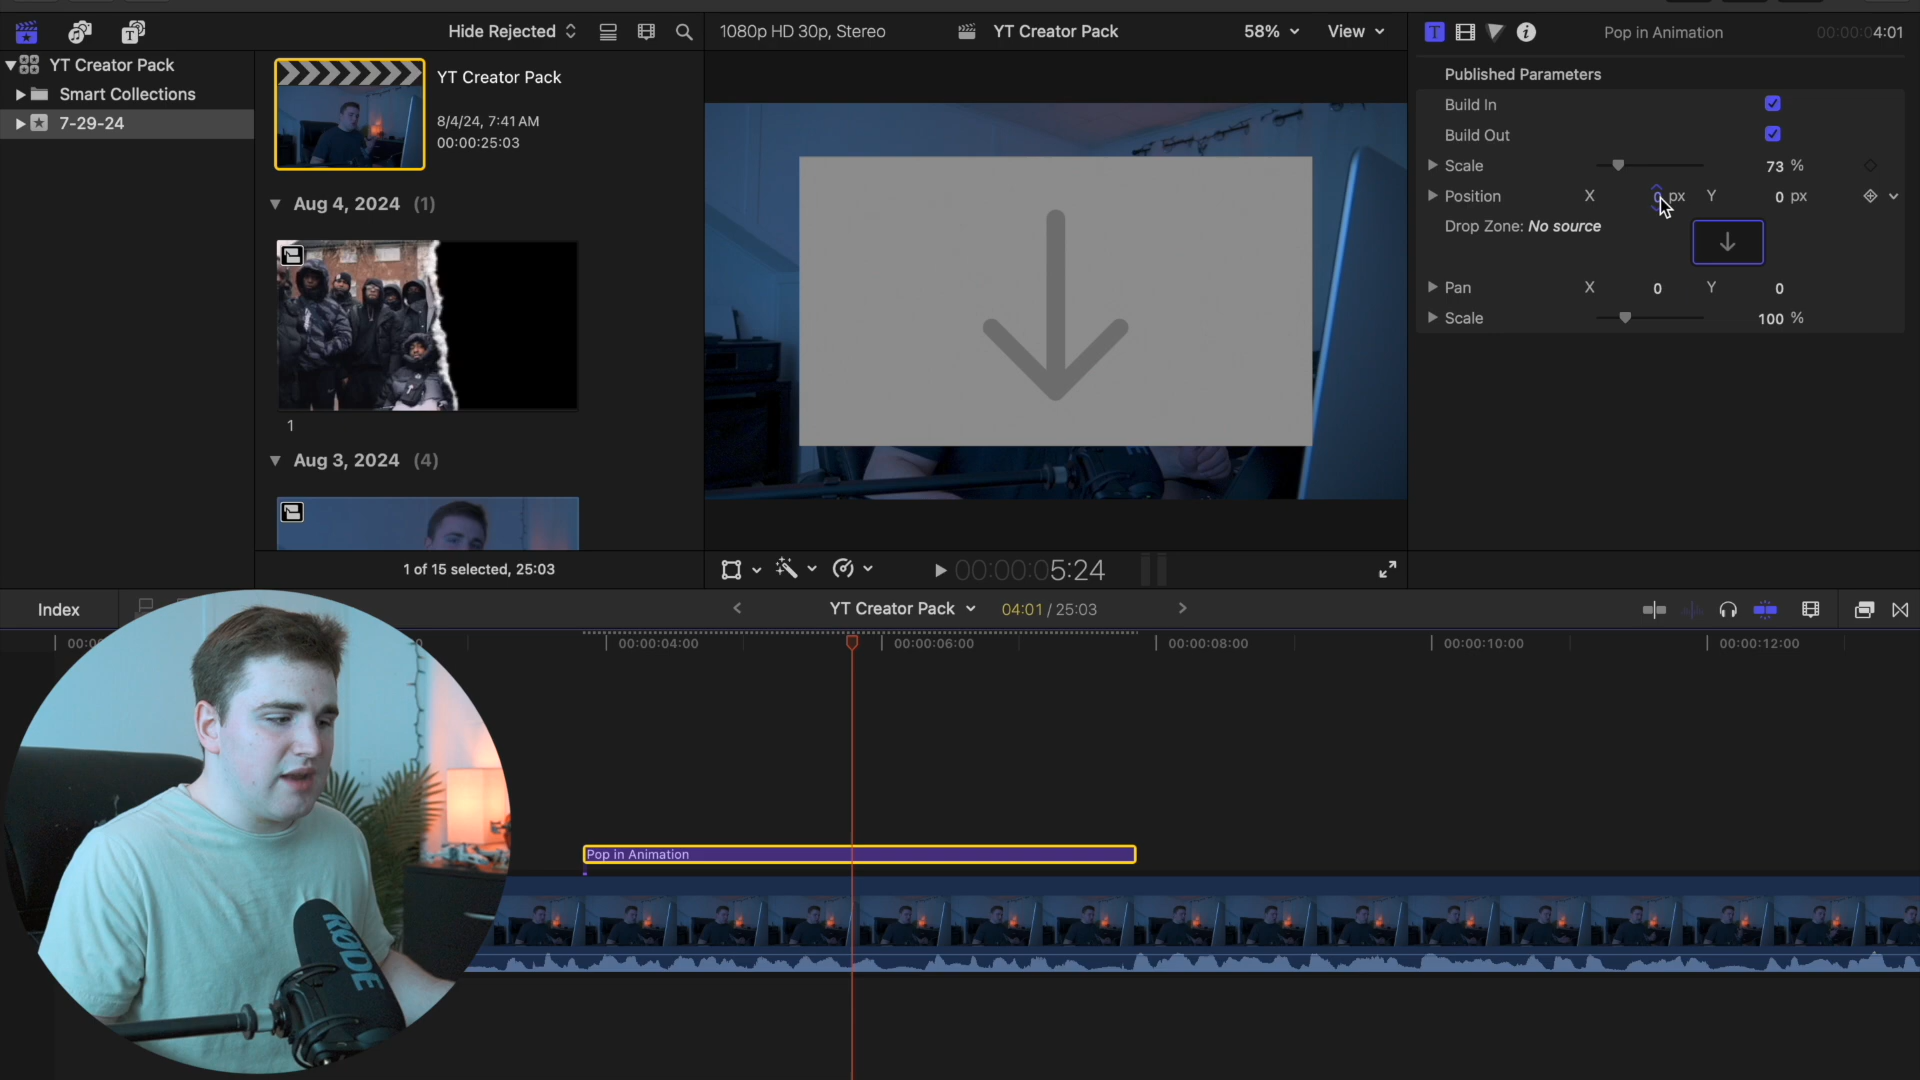 Hide Rejected
1080p HD 30p, Stereo
YT Creator Pack
58%
View
Pop in Animation
00:00:04:01
YT Creator Pack
Smart Collections
7-29-24
YT Creator Pack
8/4/24, 7:41 AM
00:00:25:03
Aug 4, 2024 (1)
1
Aug 3, 2024 (4)
1 of 15 selected, 25:03
Published Parameters
Build In
Build Out
Scale 73 %
Position X 0 px Y 0 px
Drop Zone: No source
Pan X 0 Y 0
Scale 100 %
00:00:05:24
Index
YT Creator Pack
04:01 / 25:03
00:00:04:00
00:00:06:00
00:00:08:00
00:00:10:00
00:00:12:00
Pop in Animation
RØDE